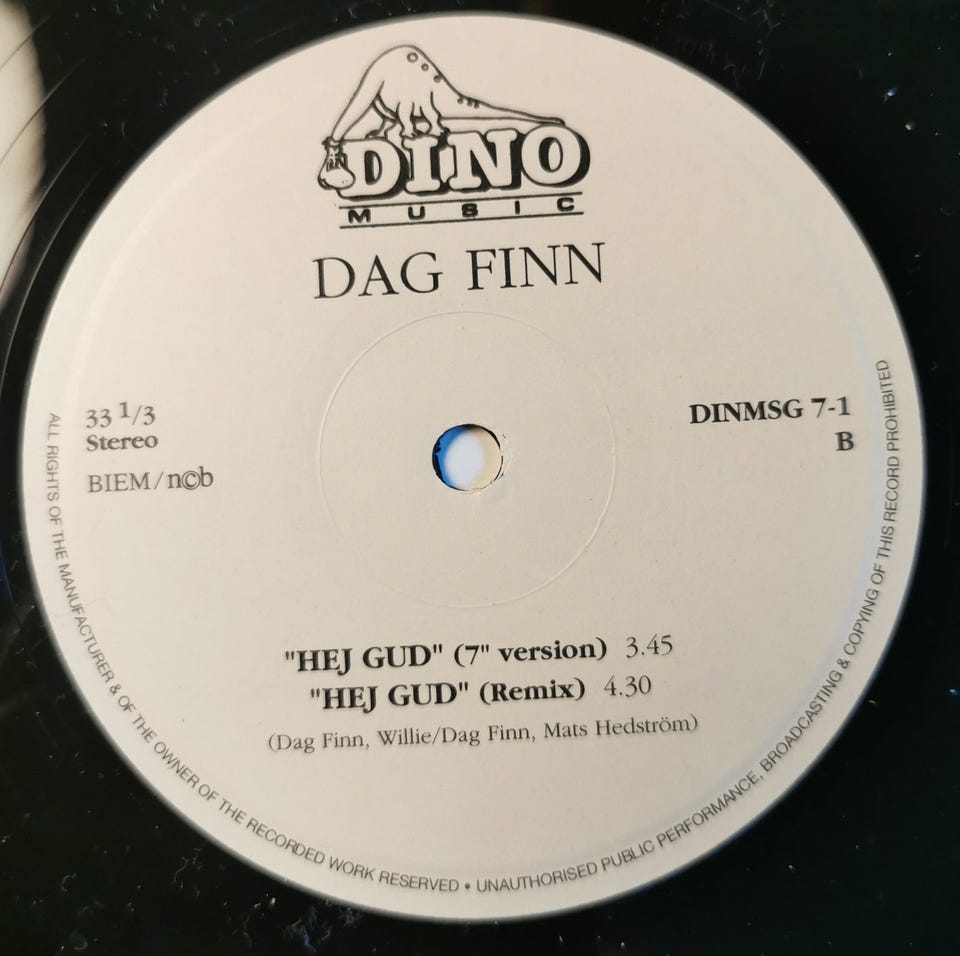 DINO
MUSIC
DAG FINN
33 1/3
Stereo
BIEM/n©b
DINMSG 7-1
B
"HEJ GUD" (7" version) 3.45
"HEJ GUD" (Remix) 4.30
(Dag Finn, Willie/Dag Finn, Mats Hedström)
ALL RIGHTS OF THE MANUFACTURER & OF THE OWNER OF THE RECORDED WORK RESERVED • UNAUTHORISED PUBLIC PERFORMANCE, BROADCASTING & COPYING OF THIS RECORD PROHIBITED